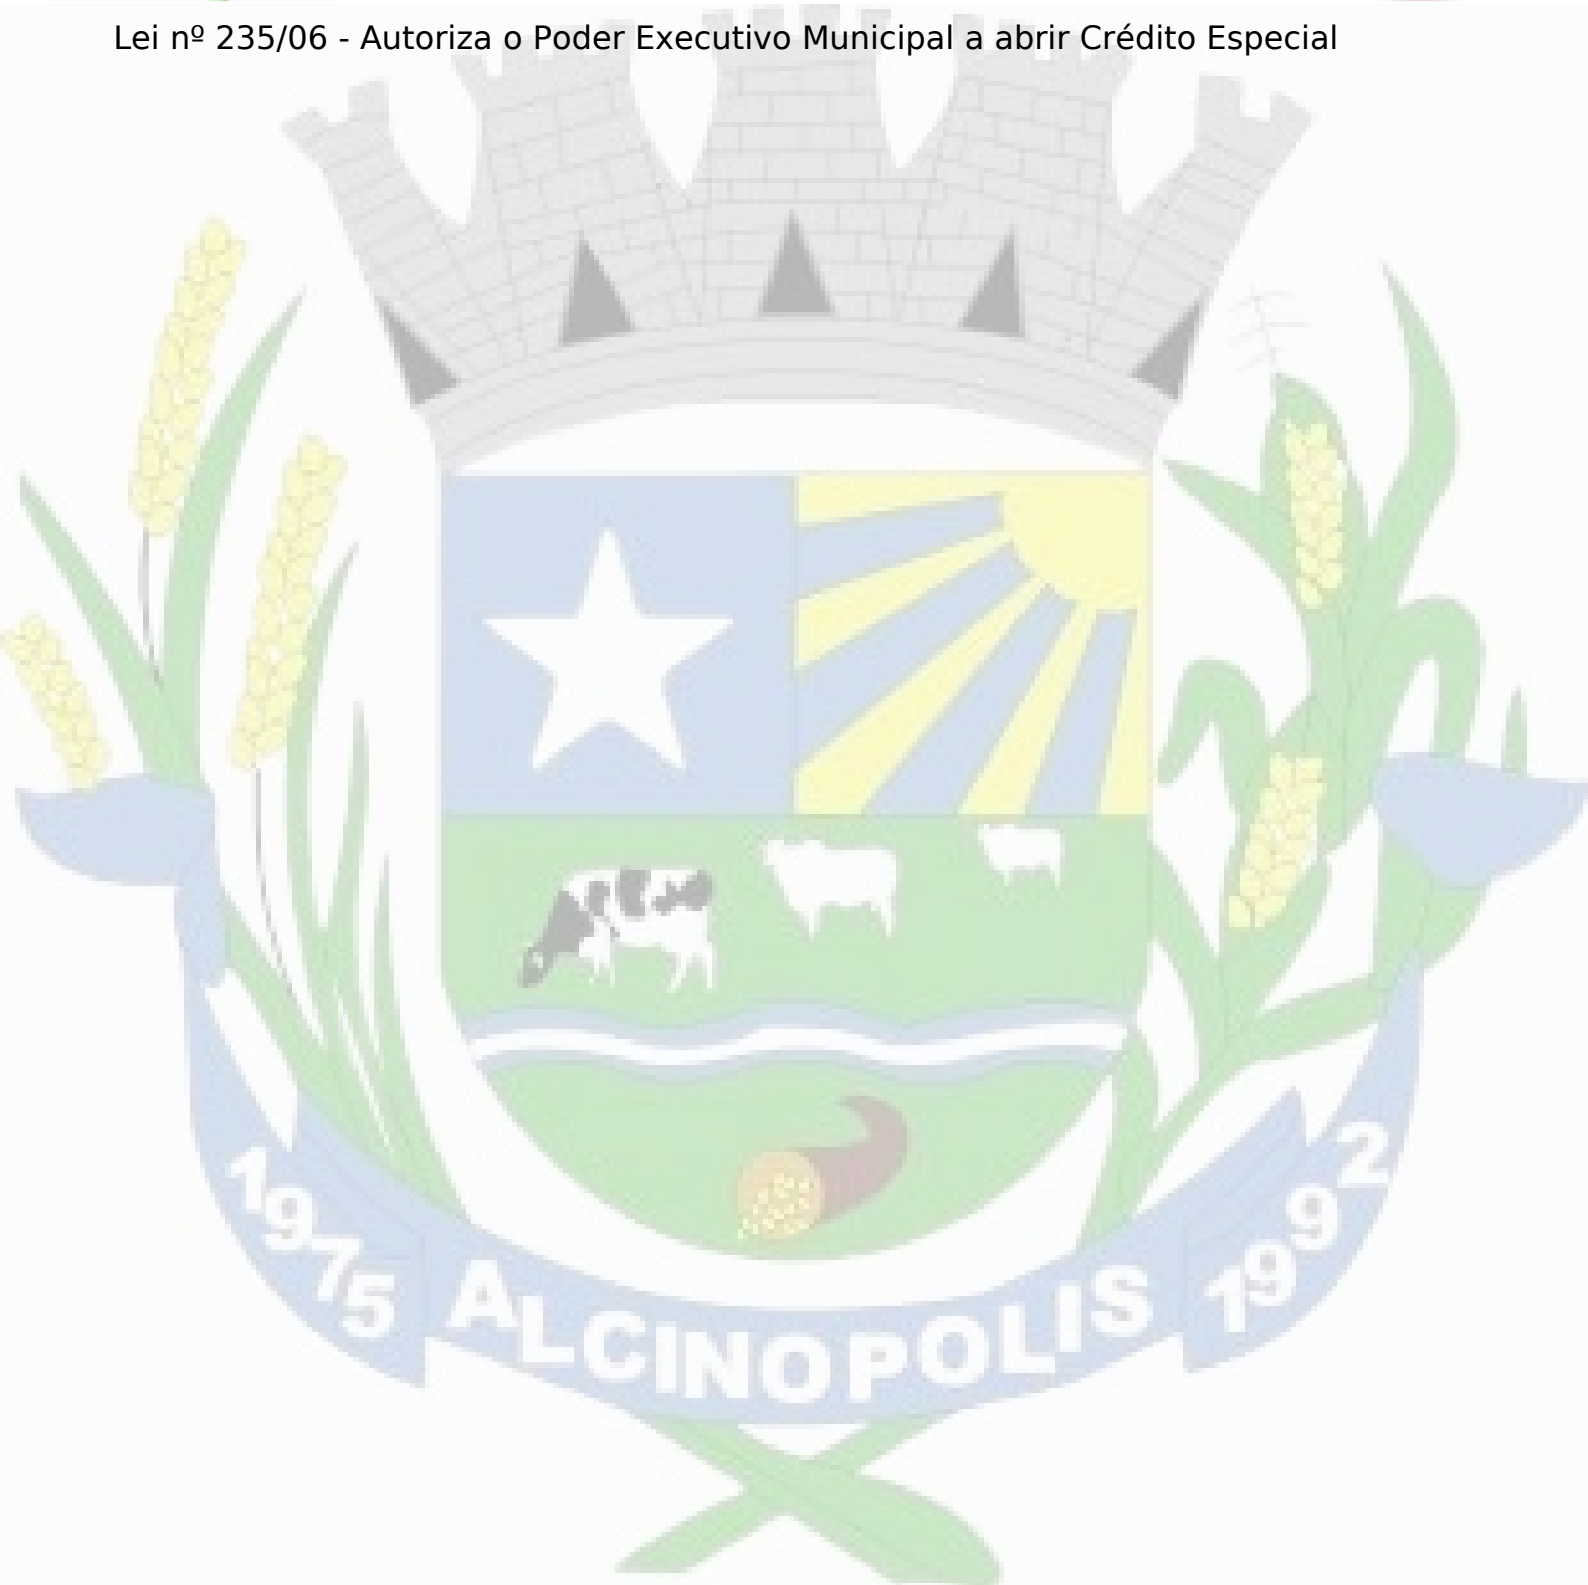 Lei nº 235/06 - Autoriza o Poder Executivo Municipal a abrir Crédito Especial
1975 ALCINOPOLIS 1992